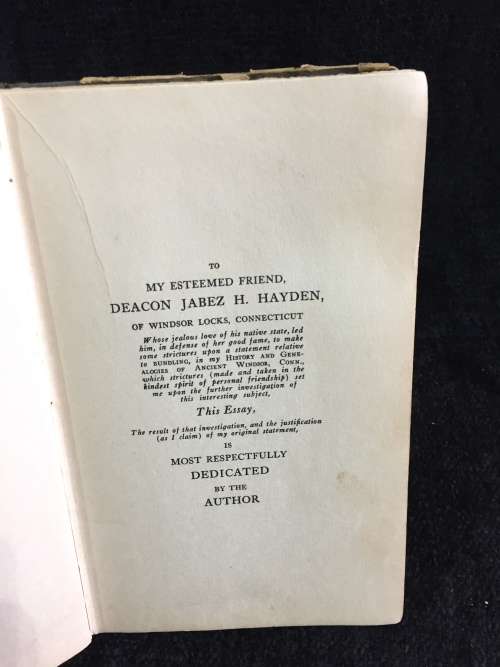 TO
MY ESTEEMED FRIEND,
DEACON JABEZ H. HAYDEN,
OF WINDSOR LOCKS, CONNECTICUT
Whose jealous love of his native state, led
him, in defense of her good fame, to make
some strictures upon a statement relative
to BUNDLING, in my HISTORY AND GENE-
ALOGIES OF ANCIENT WINDSOR, CONN.,
which strictures (made and taken in the
kindest spirit of personal friendship) set
me upon the further investigation of
this interesting subject,
This Essay,
The result of that investigation, and the justification
(as I claim) of my original statement,
IS
MOST RESPECTFULLY
DEDICATED
BY THE
AUTHOR